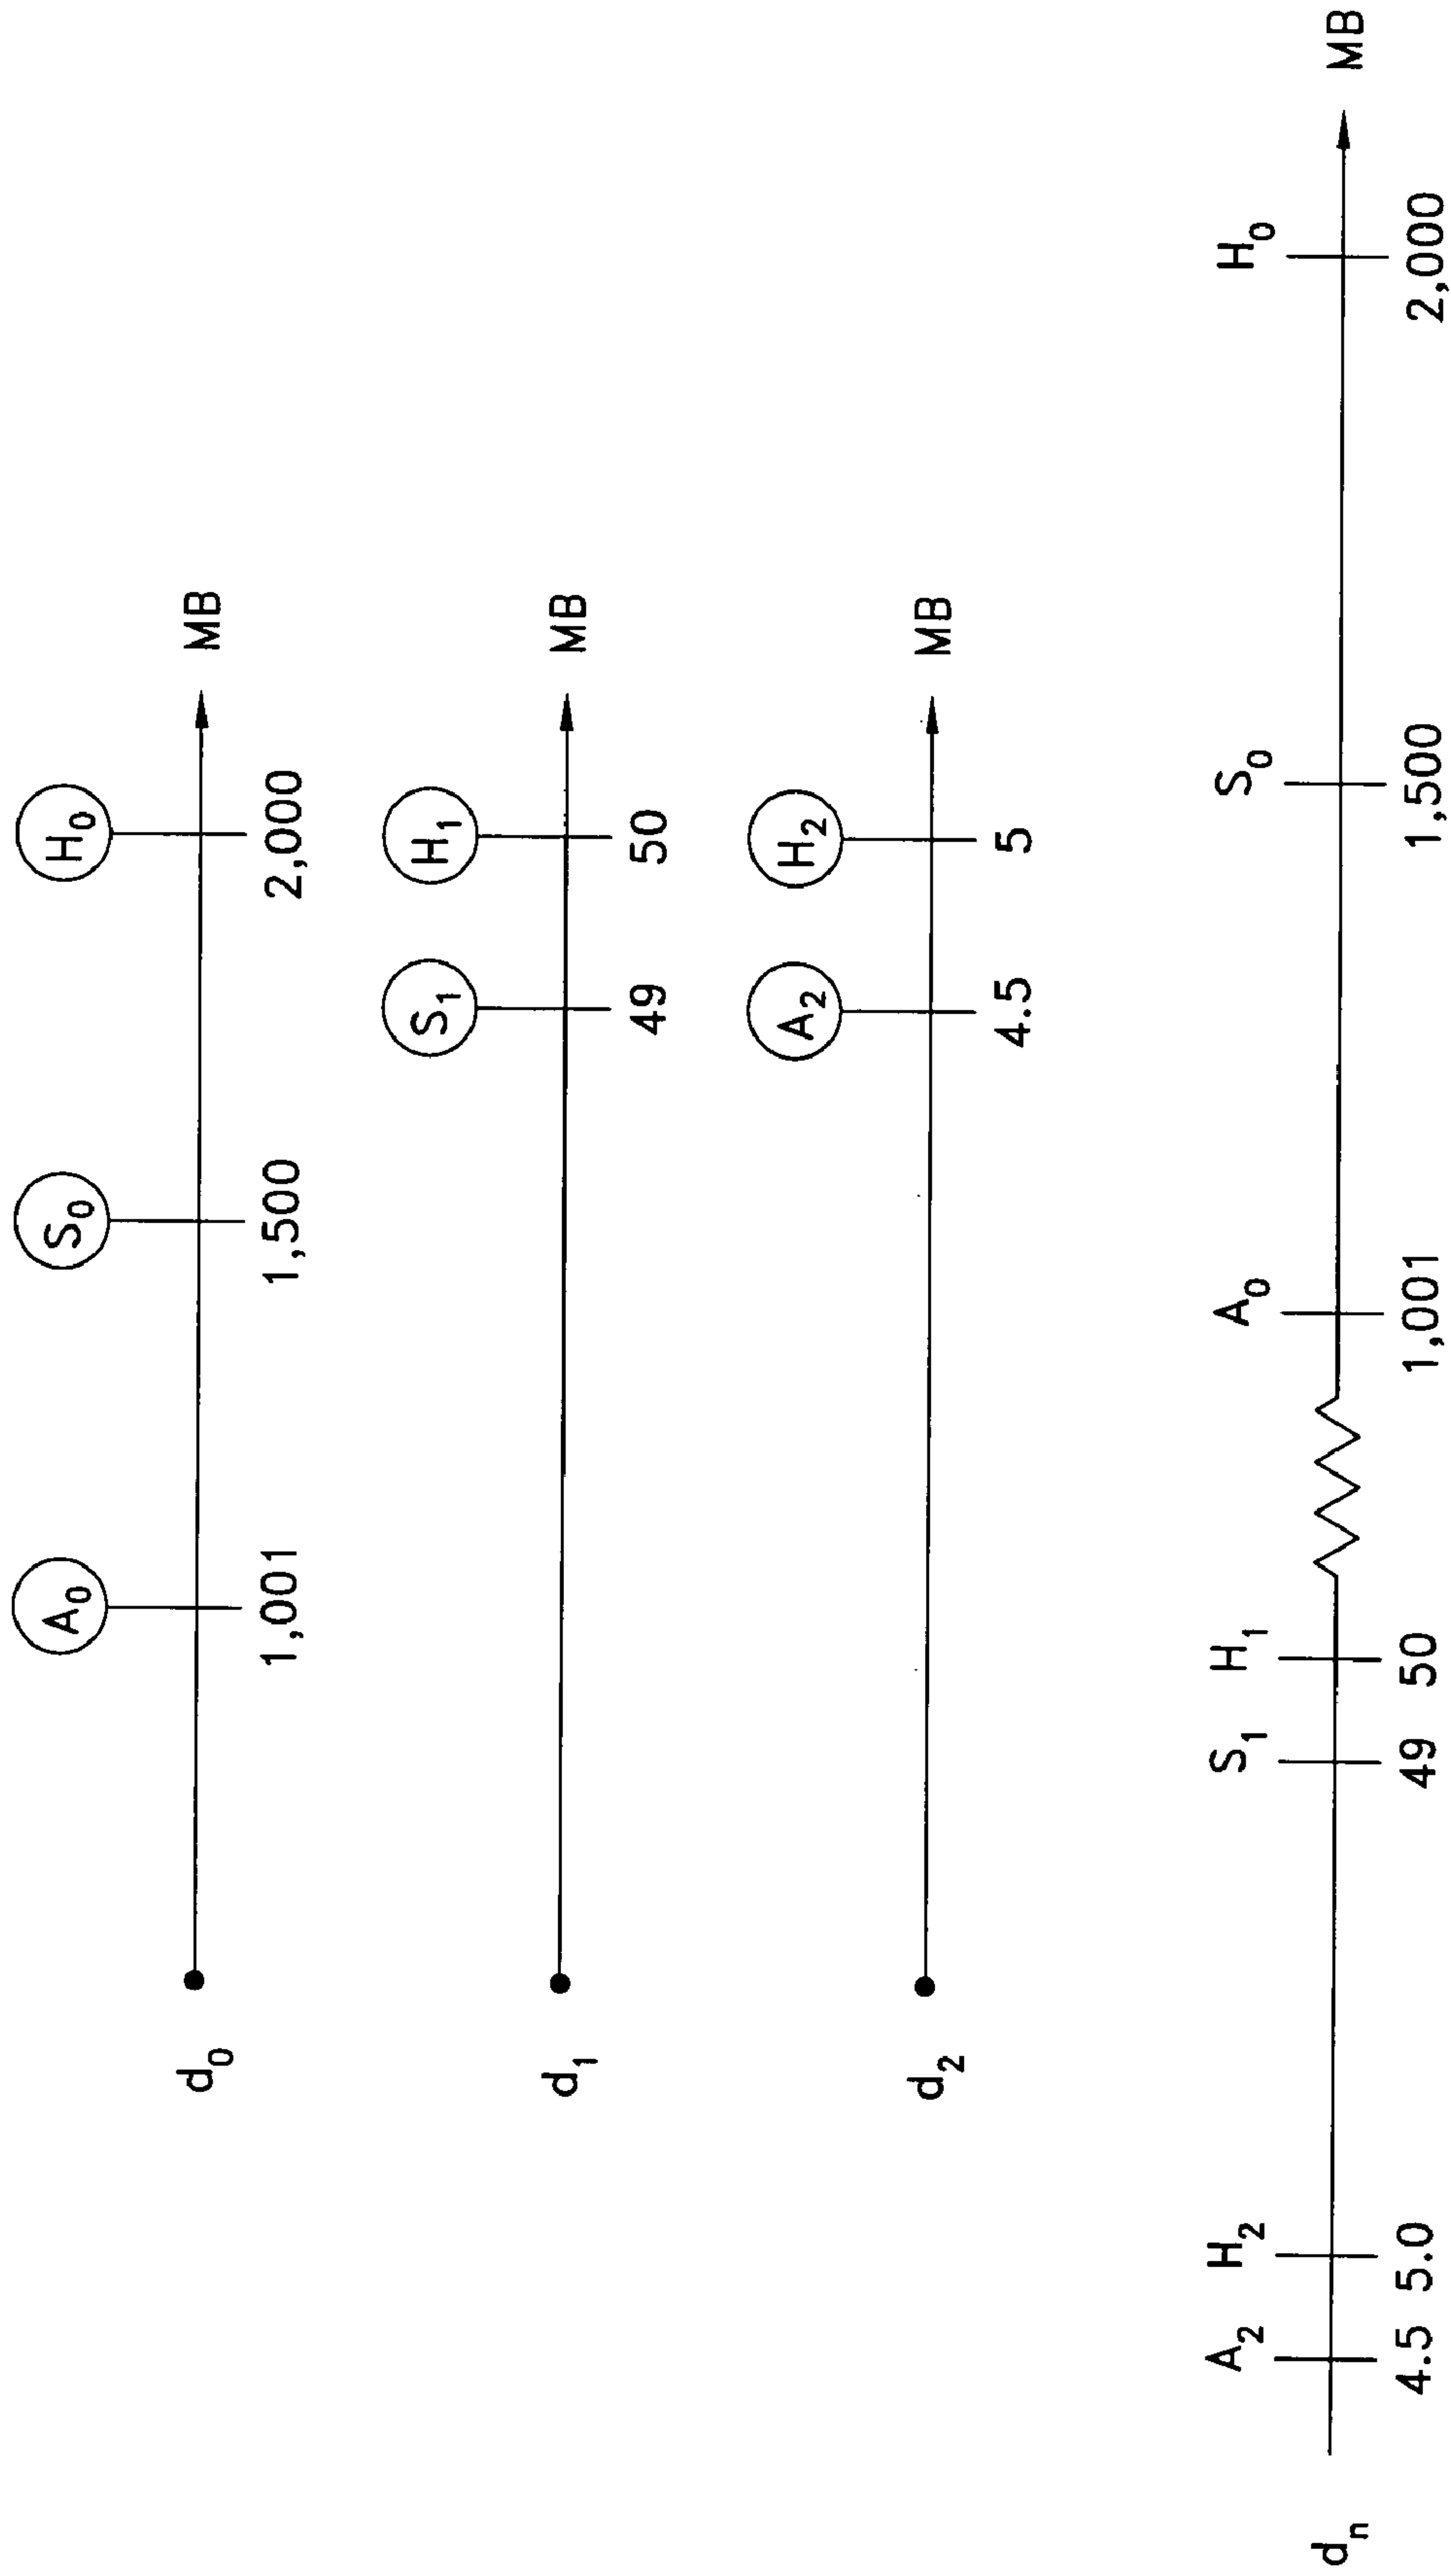 A0 S0 H0
d0 MB
1,001 1,500 2,000
S1 H1
d1 MB
49 50
A2 H2
d2 MB
4.5 5
A2 H2 S1 H1 A0 S0 H0
dn MB
4.5 5.0 49 50 1,001 1,500 2,000